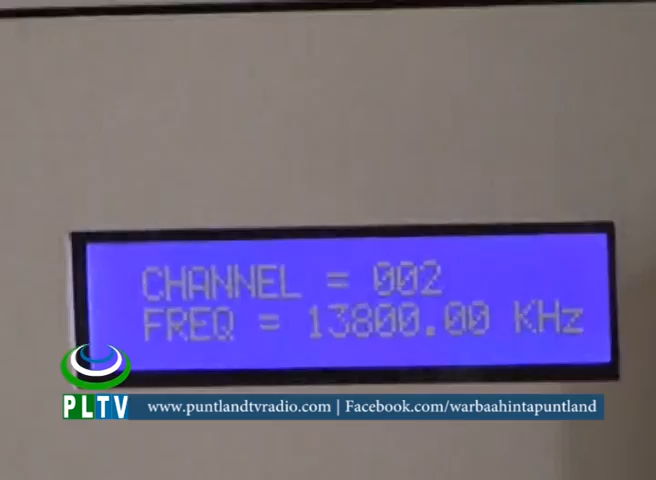 CHANNEL = 002
FREQ = 13800.00 KHz
PLTV www.puntlandtvradio.com | Facebook.com/warbaahintapuntland